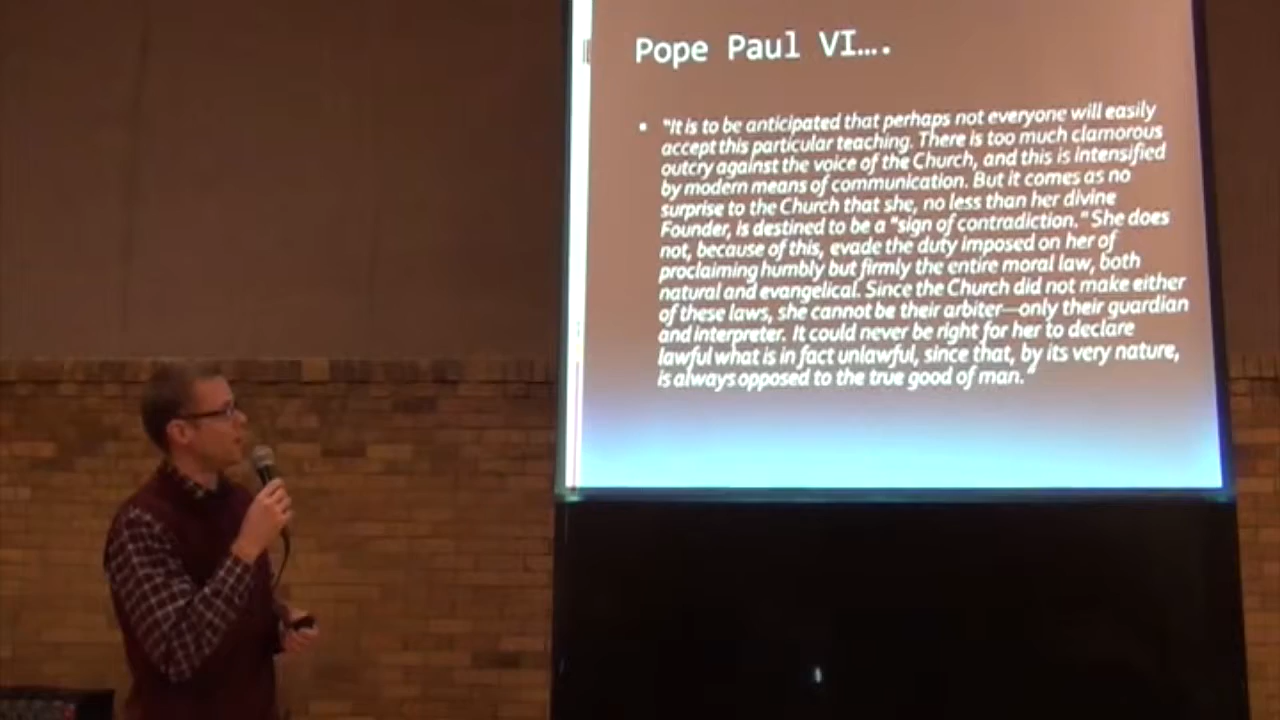 Pope Paul VI….
• "It is to be anticipated that perhaps not everyone will easily
accept this particular teaching. There is too much clamorous
outcry against the voice of the Church, and this is intensified
by modern means of communication. But it comes as no
surprise to the Church that she, no less than her divine
Founder, is destined to be a "sign of contradiction." She does
not, because of this, evade the duty imposed on her of
proclaiming humbly but firmly the entire moral law, both
natural and evangelical. Since the Church did not make either
of these laws, she cannot be their arbiter—only their guardian
and interpreter. It could never be right for her to declare
lawful what is in fact unlawful, since that, by its very nature,
is always opposed to the true good of man."